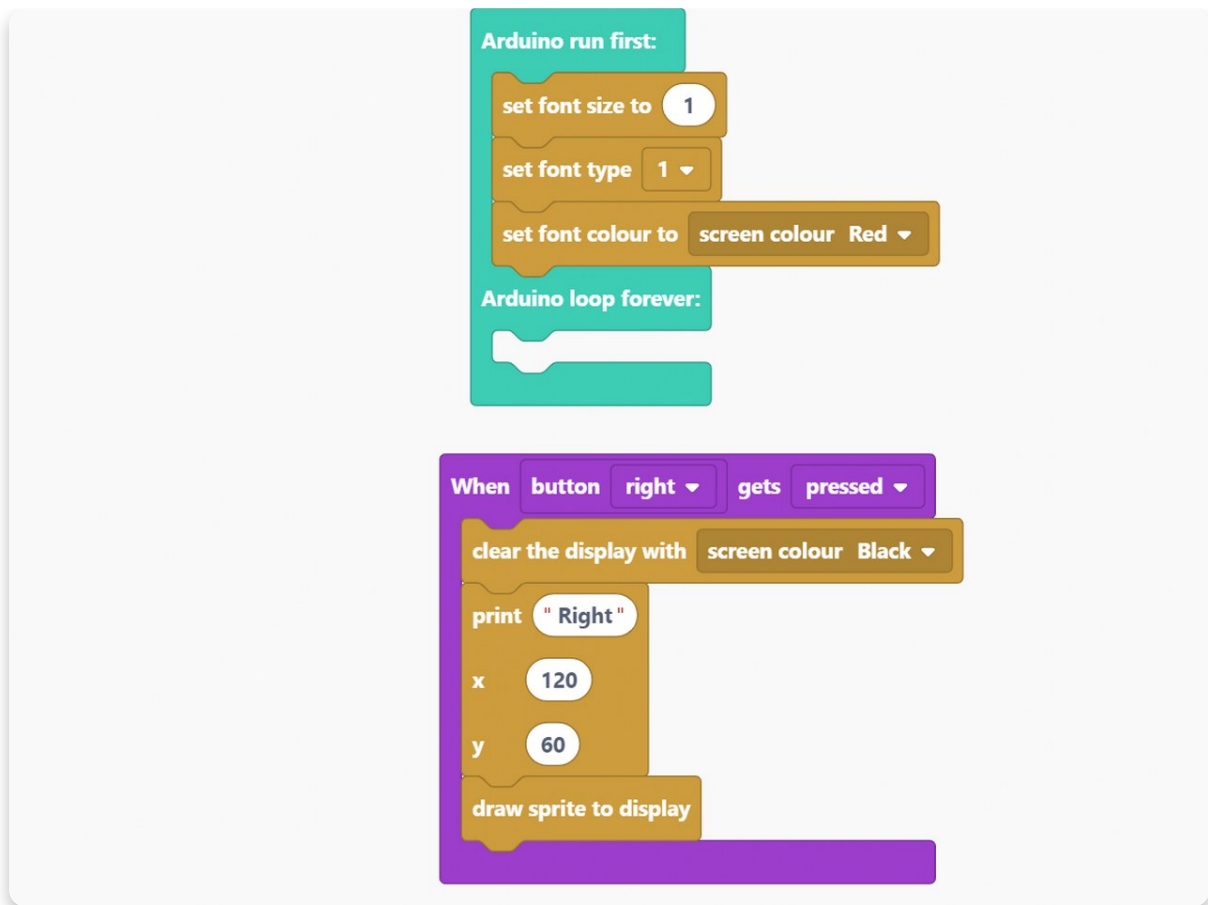 Arduino run first:
set font size to 1
set font type 1
set font colour to screen colour Red
Arduino loop forever:
When button right gets pressed
clear the display with screen colour Black
print "Right"
x 120
y 60
draw sprite to display